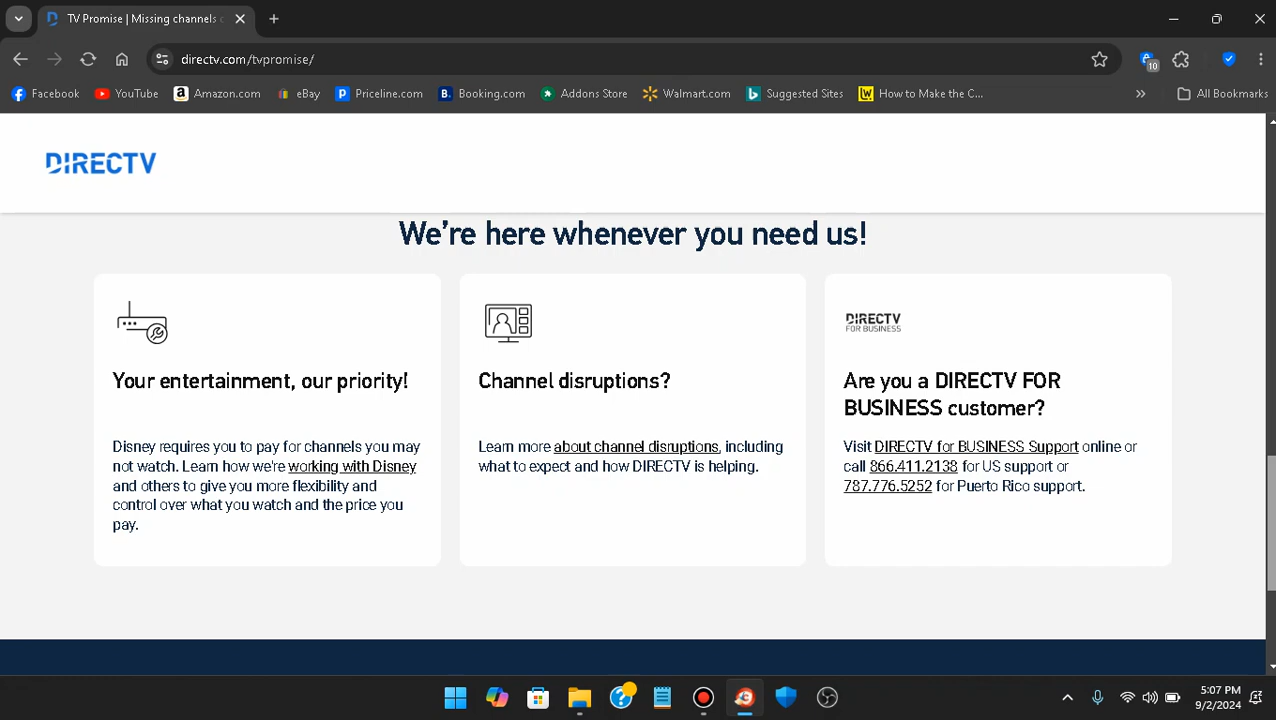 TV Promise | Missing channels
directv.com/tvpromise/
10
Facebook
YouTube
Amazon.com
eBay
Priceline.com
Booking.com
Addons Store
Walmart.com
Suggested Sites
How to Make the C...
All Bookmarks
DIRECTV
We're here whenever you need us!
Your entertainment, our priority!
Disney requires you to pay for channels you may
not watch. Learn how we're working with Disney
and others to give you more flexibility and
control over what you watch and the price you
pay.
Channel disruptions?
Learn more about channel disruptions, including
what to expect and how DIRECTV is helping.
DIRECTV
FOR BUSINESS
Are you a DIRECTV FOR
BUSINESS customer?
Visit DIRECTV for BUSINESS Support online or
call 866.411.2138 for US support or
787.776.5252 for Puerto Rico support.
5:07 PM
9/2/2024